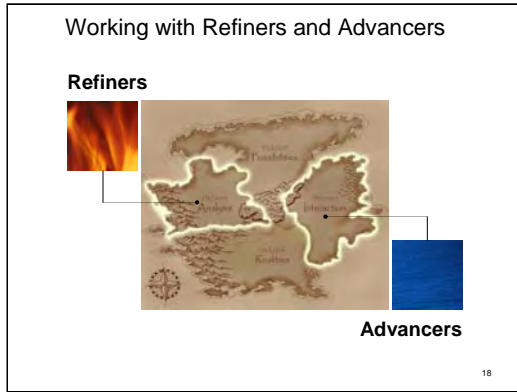 Working with Refiners and Advancers
Refiners
Possibilities
Analysis
Interaction
Realities
Advancers
18